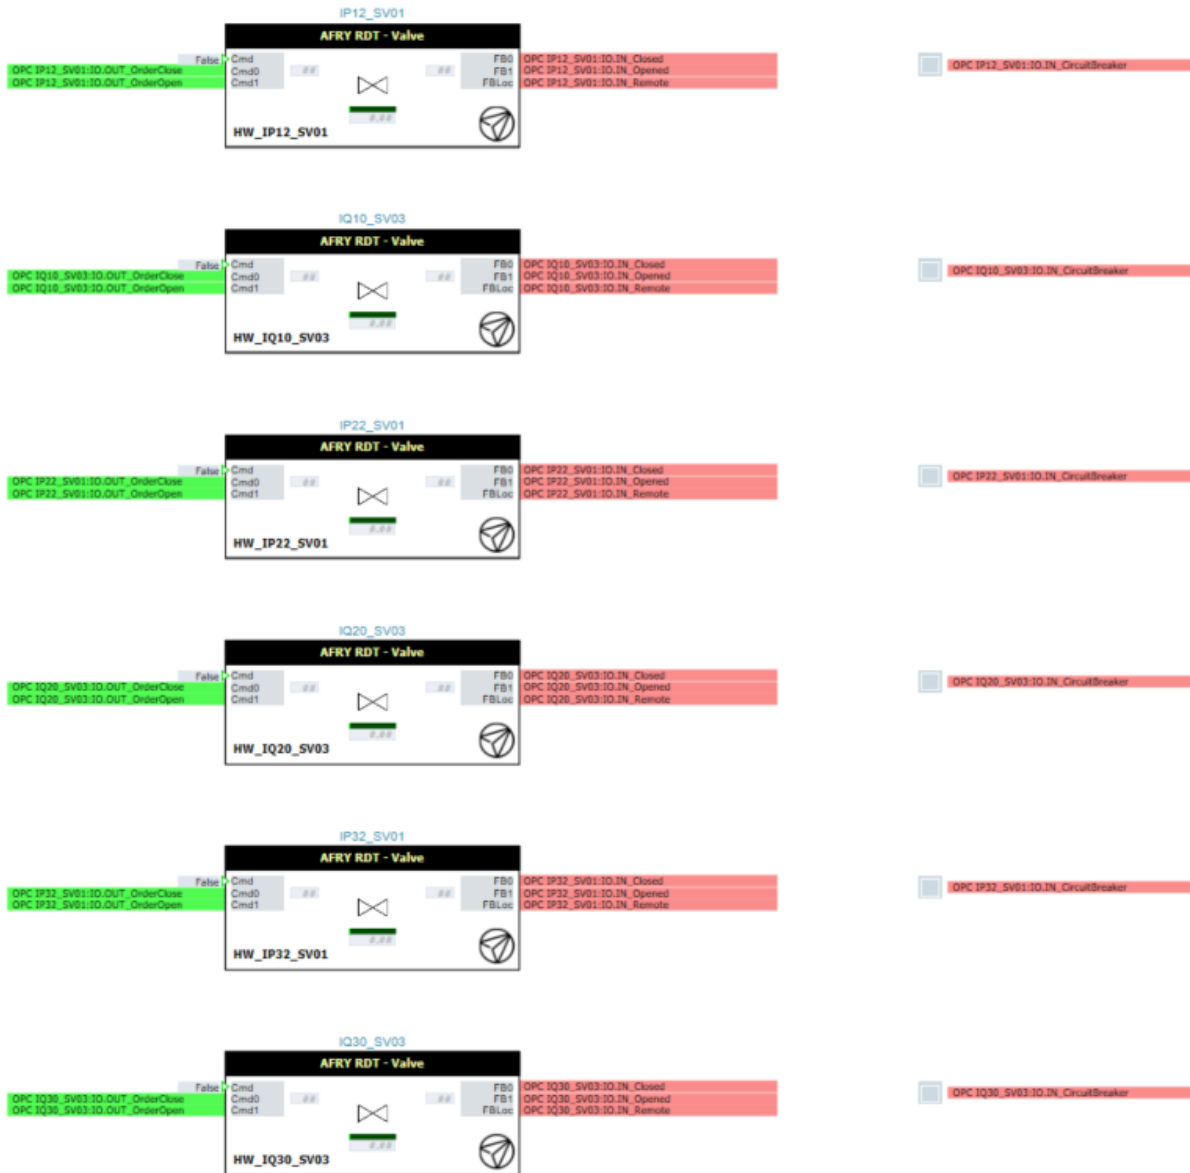 IP12_SV01
AFRY RDT - Valve
False Cmd FB0 OPC IP12_SV01:IO.IN_Closed
OPC IP12_SV01:IO.OUT_OrderClose Cmd0 ## ## FB1 OPC IP12_SV01:IO.IN_Opened OPC IP12_SV01:IO.IN_CircuitBreaker
OPC IP12_SV01:IO.OUT_OrderOpen Cmd1 FBLoc OPC IP12_SV01:IO.IN_Remote
#.##
HW_IP12_SV01
IQ10_SV03
AFRY RDT - Valve
False Cmd FB0 OPC IQ10_SV03:IO.IN_Closed
OPC IQ10_SV03:IO.OUT_OrderClose Cmd0 ## ## FB1 OPC IQ10_SV03:IO.IN_Opened OPC IQ10_SV03:IO.IN_CircuitBreaker
OPC IQ10_SV03:IO.OUT_OrderOpen Cmd1 FBLoc OPC IQ10_SV03:IO.IN_Remote
#.##
HW_IQ10_SV03
IP22_SV01
AFRY RDT - Valve
False Cmd FB0 OPC IP22_SV01:IO.IN_Closed
OPC IP22_SV01:IO.OUT_OrderClose Cmd0 ## ## FB1 OPC IP22_SV01:IO.IN_Opened OPC IP22_SV01:IO.IN_CircuitBreaker
OPC IP22_SV01:IO.OUT_OrderOpen Cmd1 FBLoc OPC IP22_SV01:IO.IN_Remote
#.##
HW_IP22_SV01
IQ20_SV03
AFRY RDT - Valve
False Cmd FB0 OPC IQ20_SV03:IO.IN_Closed
OPC IQ20_SV03:IO.OUT_OrderClose Cmd0 ## ## FB1 OPC IQ20_SV03:IO.IN_Opened OPC IQ20_SV03:IO.IN_CircuitBreaker
OPC IQ20_SV03:IO.OUT_OrderOpen Cmd1 FBLoc OPC IQ20_SV03:IO.IN_Remote
#.##
HW_IQ20_SV03
IP32_SV01
AFRY RDT - Valve
False Cmd FB0 OPC IP32_SV01:IO.IN_Closed
OPC IP32_SV01:IO.OUT_OrderClose Cmd0 ## ## FB1 OPC IP32_SV01:IO.IN_Opened OPC IP32_SV01:IO.IN_CircuitBreaker
OPC IP32_SV01:IO.OUT_OrderOpen Cmd1 FBLoc OPC IP32_SV01:IO.IN_Remote
#.##
HW_IP32_SV01
IQ30_SV03
AFRY RDT - Valve
False Cmd FB0 OPC IQ30_SV03:IO.IN_Closed
OPC IQ30_SV03:IO.OUT_OrderClose Cmd0 ## ## FB1 OPC IQ30_SV03:IO.IN_Opened OPC IQ30_SV03:IO.IN_CircuitBreaker
OPC IQ30_SV03:IO.OUT_OrderOpen Cmd1 FBLoc OPC IQ30_SV03:IO.IN_Remote
#.##
HW_IQ30_SV03